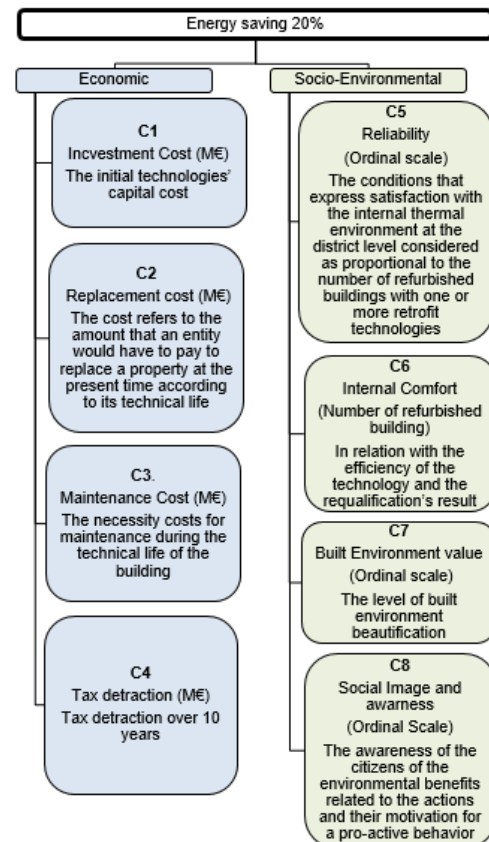 Energy saving 20%
Economic
C1
Incvestment Cost (M€)
The initial technologies'
capital cost
C2
Replacement cost (M€)
The cost refers to the
amount that an entity
would have to pay to
replace a property at the
present time according
to its technical life
C3.
Maintenance Cost (M€)
The necessity costs for
maintenance during the
technical life of the
building
C4
Tax detraction (M€)
Tax detraction over 10
years
Socio-Environmental
C5
Reliability
(Ordinal scale)
The conditions that
express satisfaction with
the internal thermal
environment at the
district level considered
as proportional to the
number of refurbished
buildings with one or
more retrofit
technologies
C6
Internal Comfort
(Number of refurbished
building)
In relation with the
efficiency of the
technology and the
requalification's result
C7
Built Environment value
(Ordinal scale)
The level of built
environment
beautification
C8
Social Image and
awarness
(Ordinal Scale)
The awareness of the
citizens of the
environmental benefits
related to the actions
and their motivation for
a pro-active behavior